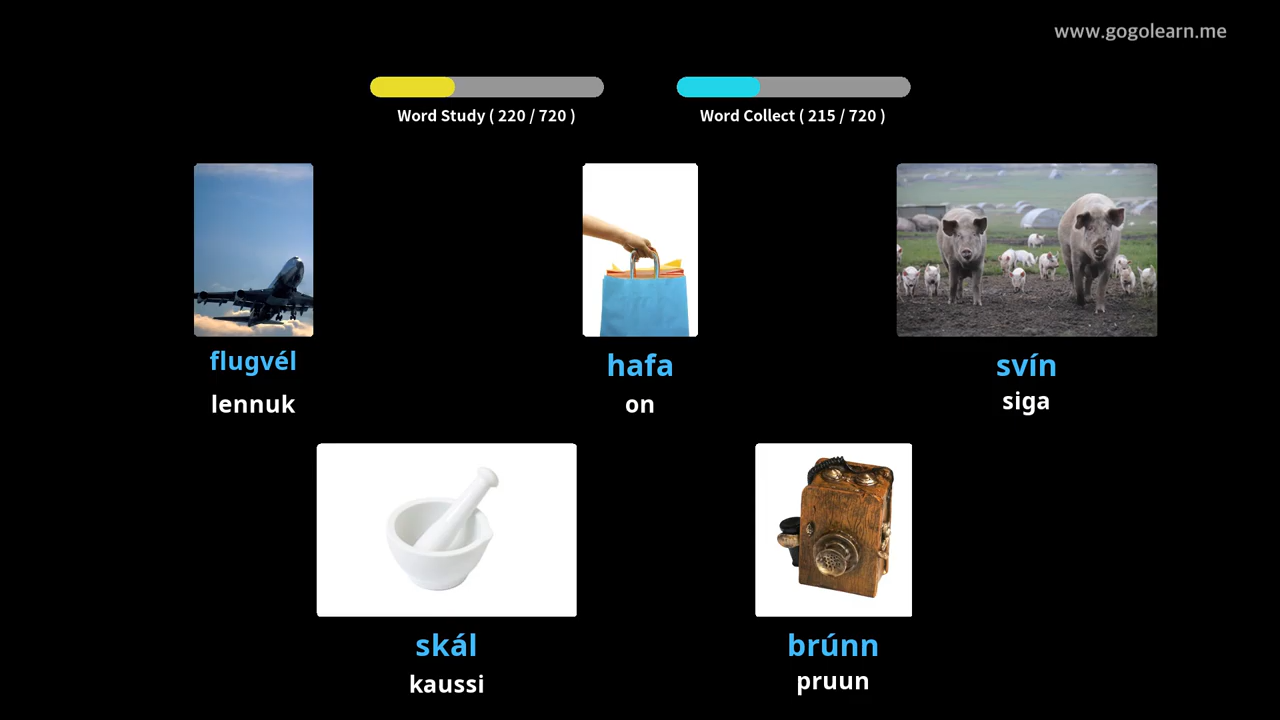 www.gogolearn.me
Word Study ( 220 / 720 )
Word Collect ( 215 / 720 )
flugvél
lennuk
hafa
on
svín
siga
skál
kaussi
brúnn
pruun